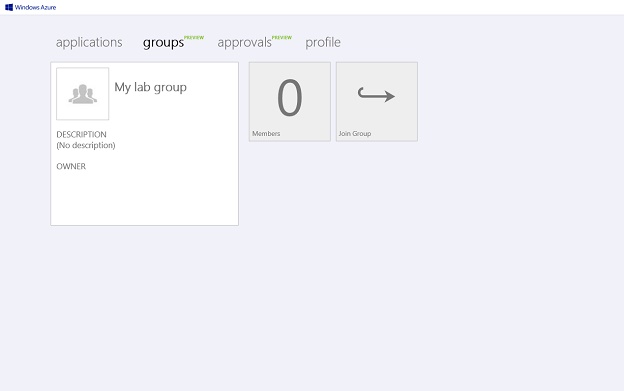 Windows Azure
applications groups PREVIEW approvals PREVIEW profile
My lab group
DESCRIPTION
(No description)
OWNER
0
Members
Join Group